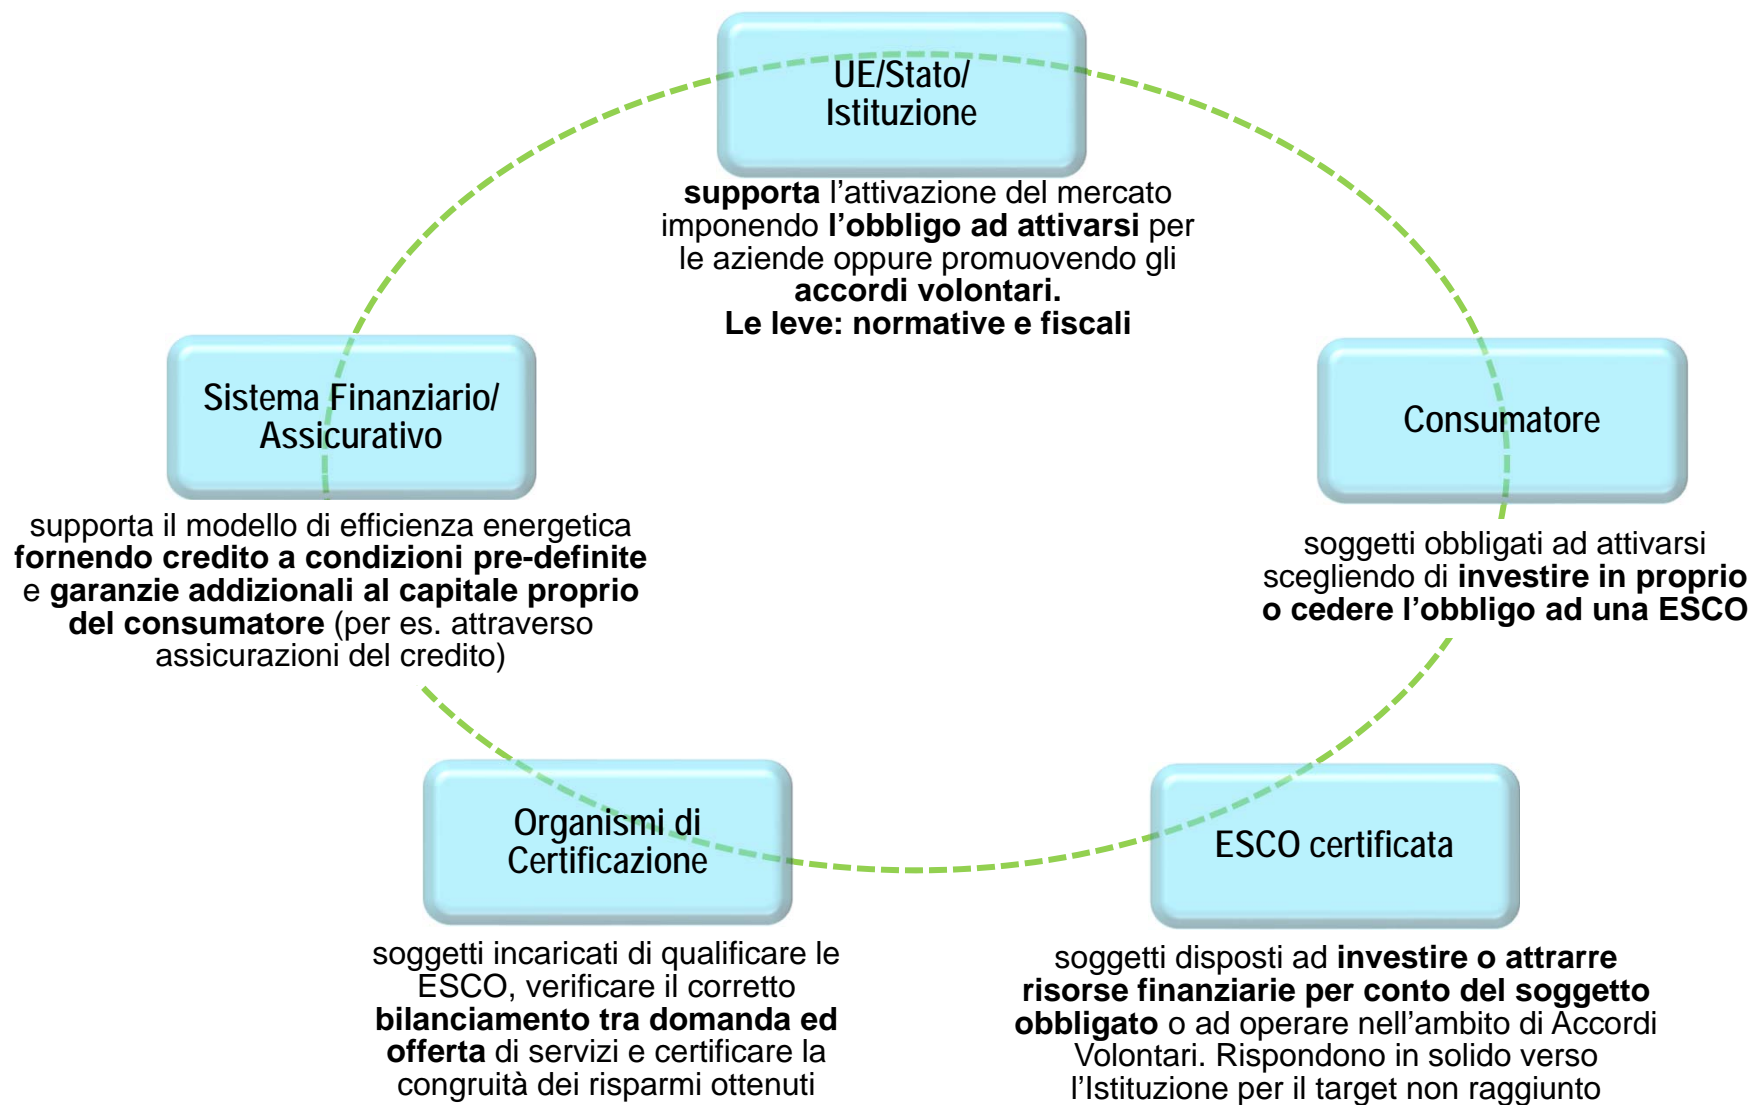 UE/Stato/
Istituzione
supporta l’attivazione del mercato
imponendo l’obbligo ad attivarsi per
le aziende oppure promuovendo gli
accordi volontari.
Le leve: normative e fiscali
Sistema Finanziario/
Assicurativo
supporta il modello di efficienza energetica
fornendo credito a condizioni pre-definite
e garanzie addizionali al capitale proprio
del consumatore (per es. attraverso
assicurazioni del credito)
Consumatore
soggetti obbligati ad attivarsi
scegliendo di investire in proprio
o cedere l’obbligo ad una ESCO
Organismi di
Certificazione
soggetti incaricati di qualificare le
ESCO, verificare il corretto
bilanciamento tra domanda ed
offerta di servizi e certificare la
congruità dei risparmi ottenuti
ESCO certificata
soggetti disposti ad investire o attrarre
risorse finanziarie per conto del soggetto
obbligato o ad operare nell’ambito di Accordi
Volontari. Rispondono in solido verso
l’Istituzione per il target non raggiunto